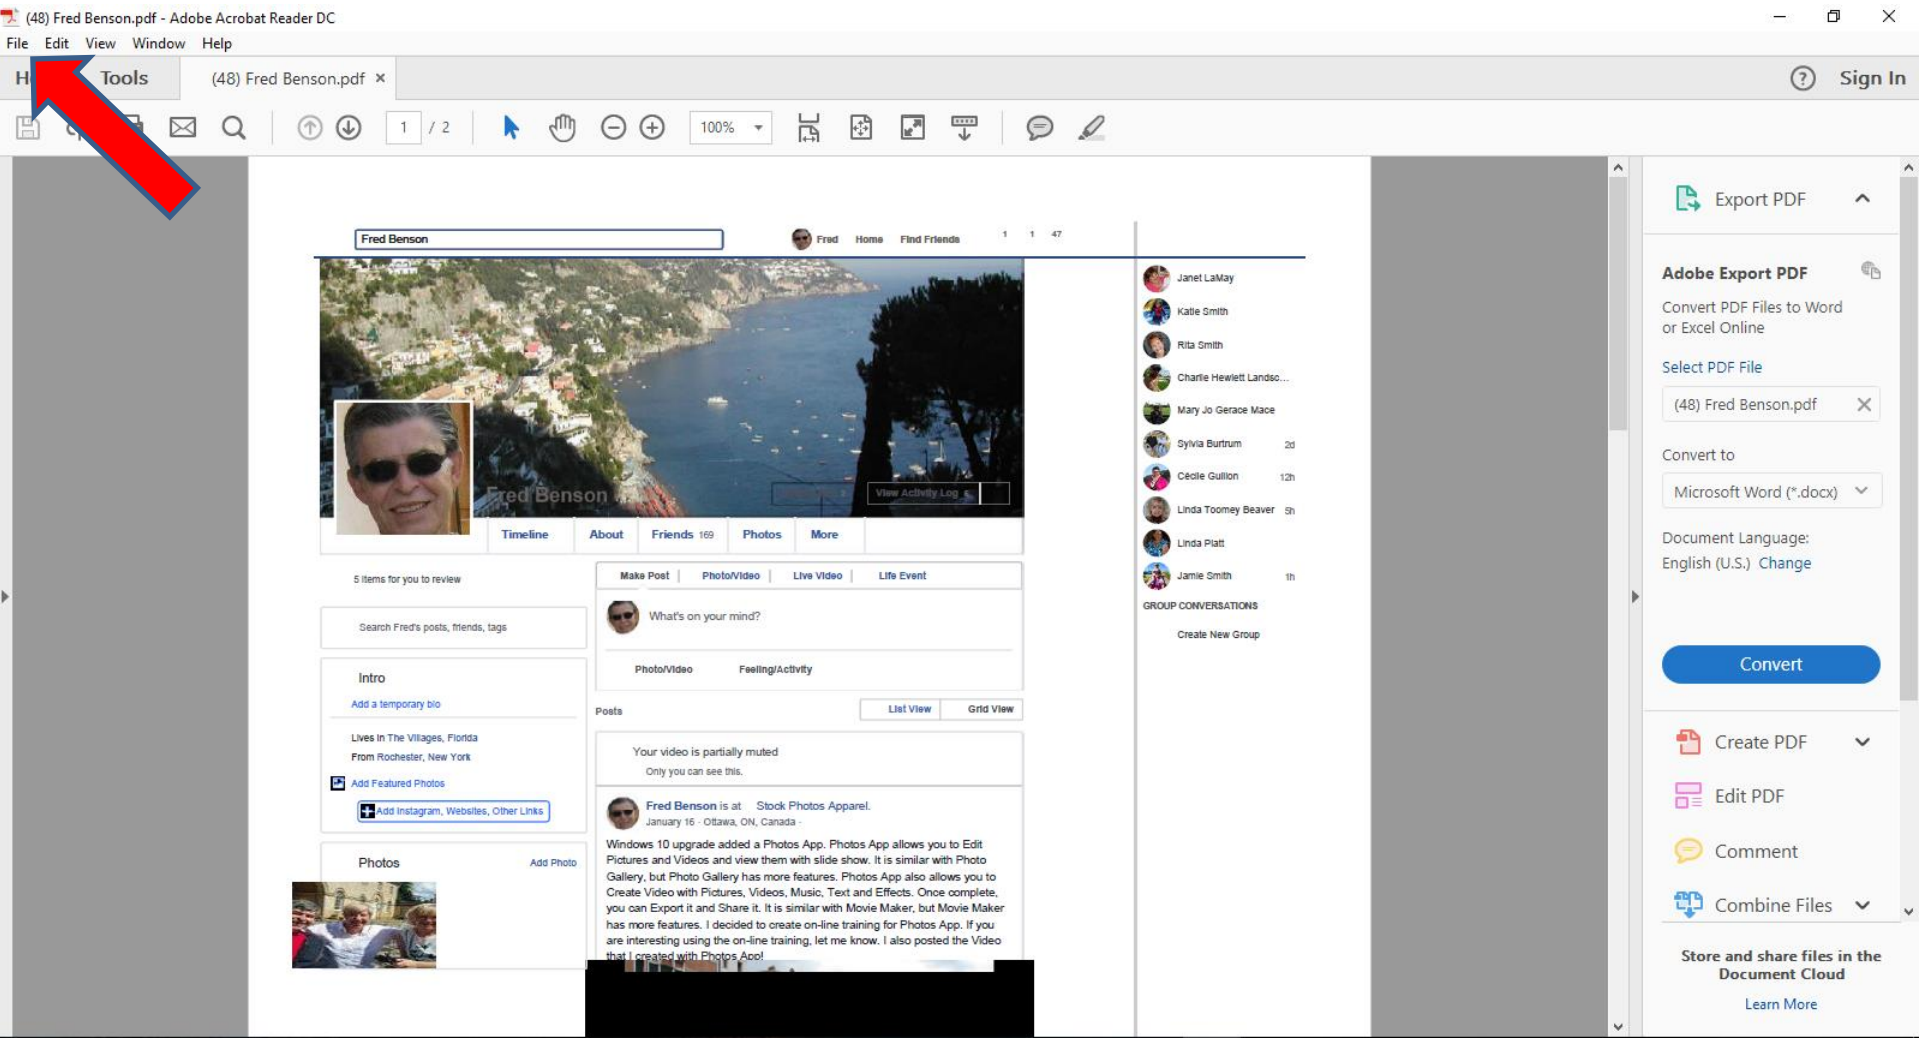 (48) Fred Benson.pdf - Adobe Acrobat Reader DC
File Edit View Window Help
Tools
(48) Fred Benson.pdf ×
Sign In
1 / 2
100%
Fred Benson
Fred Home Find Friends 1 1 47
Fred Benson
View Activity Log
Timeline About Friends 169 Photos More
5 items for you to review
Search Fred's posts, friends, tags
Intro
Add a temporary bio
Lives in The Villages, Florida
From Rochester, New York
Add Featured Photos
Add Instagram, Websites, Other Links
Photos Add Photo
Make Post Photo/Video Live Video Life Event
What's on your mind?
Photo/Video Feeling/Activity
Posts List View Grid View
Your video is partially muted
Only you can see this.
Fred Benson is at Stock Photos Apparel.
January 16 · Ottawa, ON, Canada ·
Windows 10 upgrade added a Photos App. Photos App allows you to Edit
Pictures and Videos and view them with slide show. It is similar with Photo
Gallery, but Photo Gallery has more features. Photos App also allows you to
Create Video with Pictures, Videos, Music, Text and Effects. Once complete,
you can Export it and Share it. It is similar with Movie Maker, but Movie Maker
has more features. I decided to create on-line training for Photos App. If you
are interesting using the on-line training, let me know. I also posted the Video
that I created with Photos App!
Janet LaMay
Katie Smith
Rita Smith
Charlie Hewlett Landsc...
Mary Jo Gerace Mace
Sylvia Burtrum 2d
Cécile Guilion 12h
Linda Toomey Beaver 5h
Linda Platt
Jamie Smith 1h
GROUP CONVERSATIONS
Create New Group
Export PDF
Adobe Export PDF
Convert PDF Files to Word
or Excel Online
Select PDF File
(48) Fred Benson.pdf
Convert to
Microsoft Word (*.docx)
Document Language:
English (U.S.) Change
Convert
Create PDF
Edit PDF
Comment
Combine Files
Store and share files in the
Document Cloud
Learn More